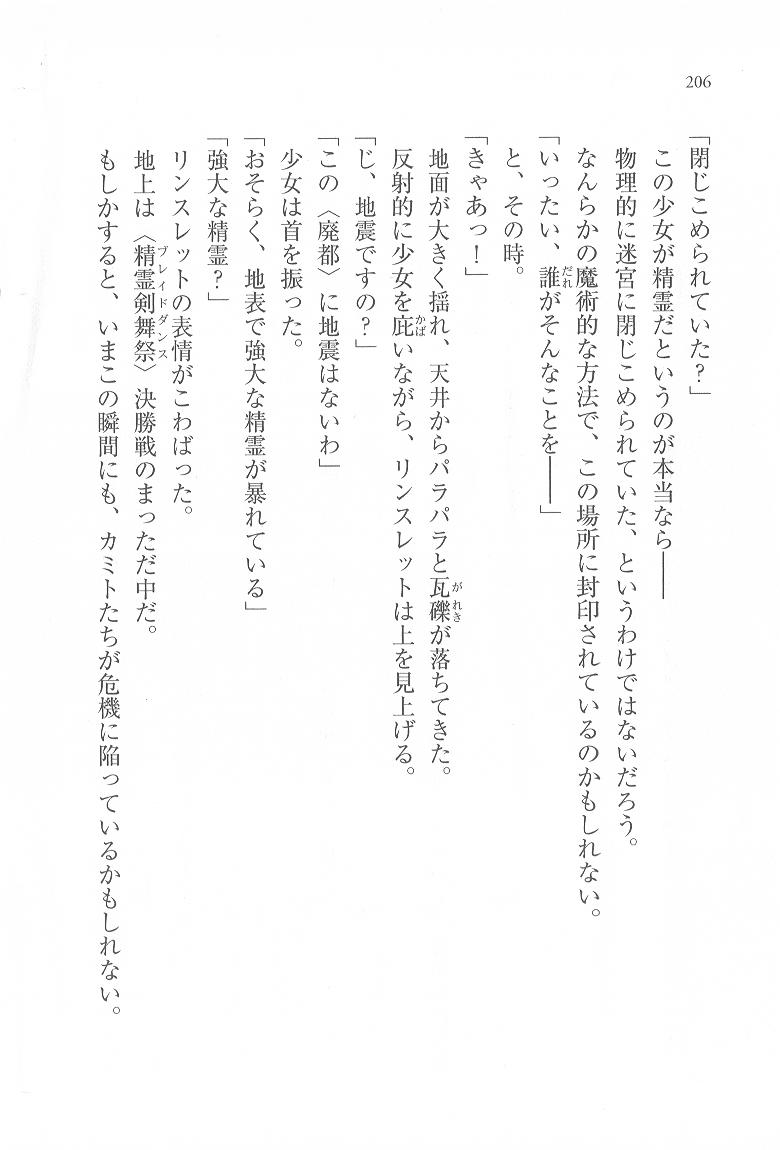 206
「閉じこめられていた？」
この少女が精霊だというのが本当なら――
物理的に迷宮に閉じこめられていた、というわけではないだろう。
なんらかの魔術的な方法で、この場所に封印されているのかもしれない。
「いったい、誰がそんなことを――」
と、その時。
「きゃあっ！」
地面が大きく揺れ、天井からパラパラと瓦礫が落ちてきた。
反射的に少女を庇いながら、リンスレットは上を見上げる。
「じ、地震ですの？」
「この〈廃都〉に地震はないわ」
少女は首を振った。
「おそらく、地表で強大な精霊が暴れている」
「強大な精霊？」
リンスレットの表情がこわばった。
地上は〈精霊剣舞祭〉決勝戦のまっただ中だ。
もしかすると、いまこの瞬間にも、カミトたちが危機に陥っているかもしれない。
だれ
かば
がれき
ブレイドダンス